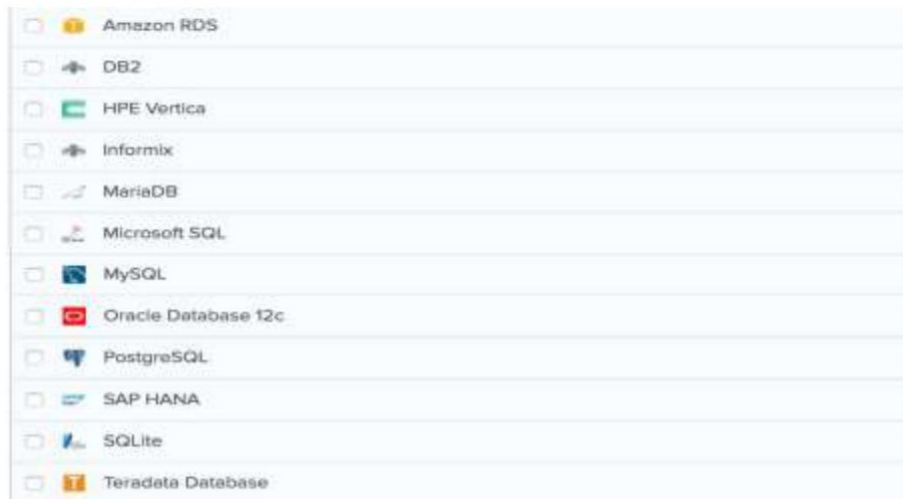 Amazon RDS
DB2
HPE Vertica
Informix
MariaDB
Microsoft SQL
MySQL
Oracle Database 12c
PostgreSQL
SAP HANA
SQLite
Teradata Database